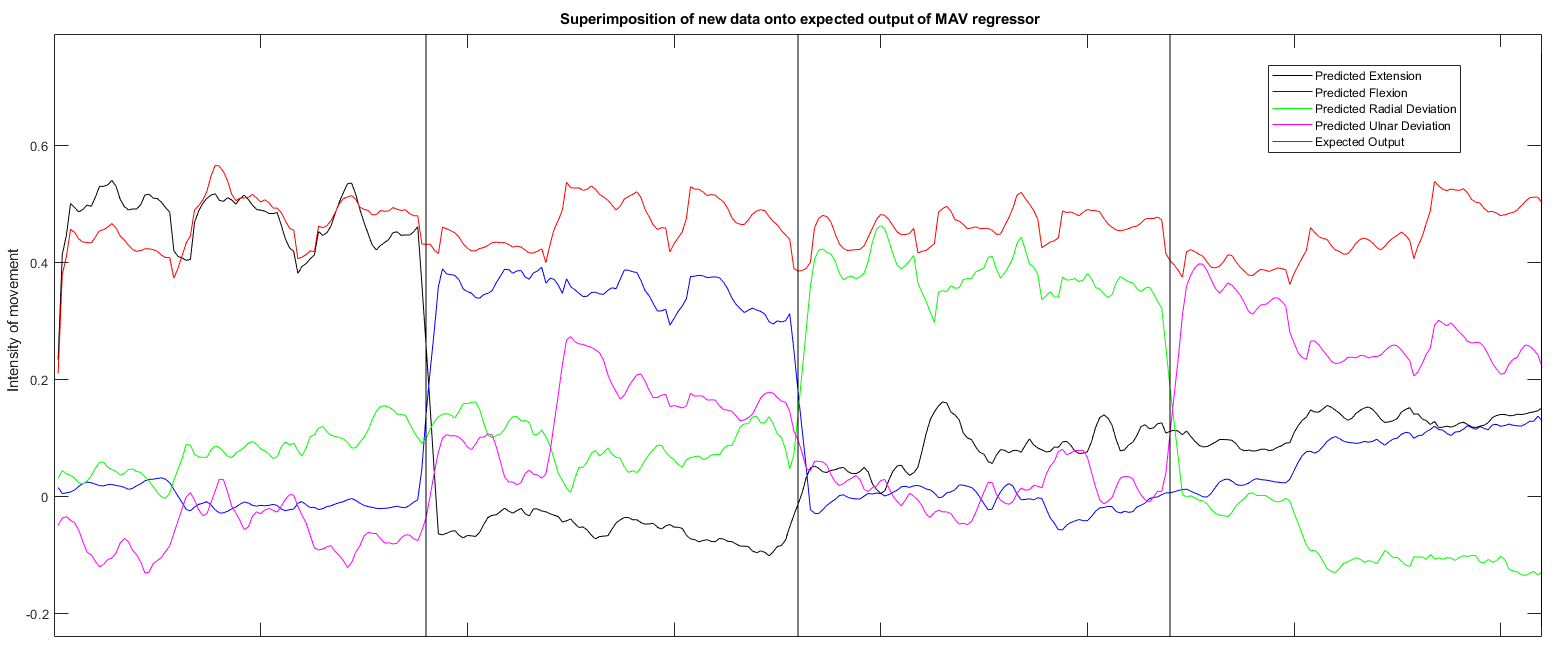 Superimposition of new data onto expected output of MAV regressor
Intensity of movement
0.6
0.4
0.2
0
-0.2
Predicted Extension
Predicted Flexion
Predicted Radial Deviation
Predicted Ulnar Deviation
Expected Output